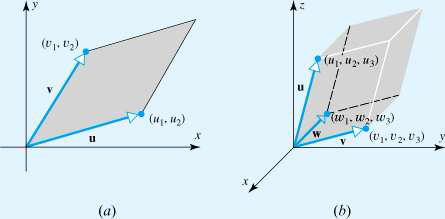 y
(v₁, v₂)
v
(u₁, u₂)
u
x
(a)
z
(u₁, u₂, u₃)
u
(w₁, w₂, w₃)
w
v
(v₁, v₂, v₃)
y
x
(b)